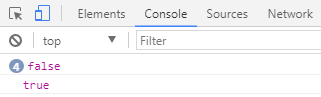 Elements Console Sources Network
top Filter
4 false
true